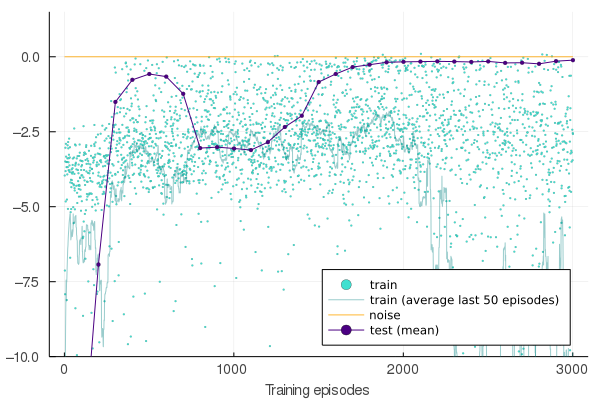 0.0
−2.5
−5.0
−7.5
−10.0
0
1000
2000
3000
Training episodes
train
train (average last 50 episodes)
noise
test (mean)